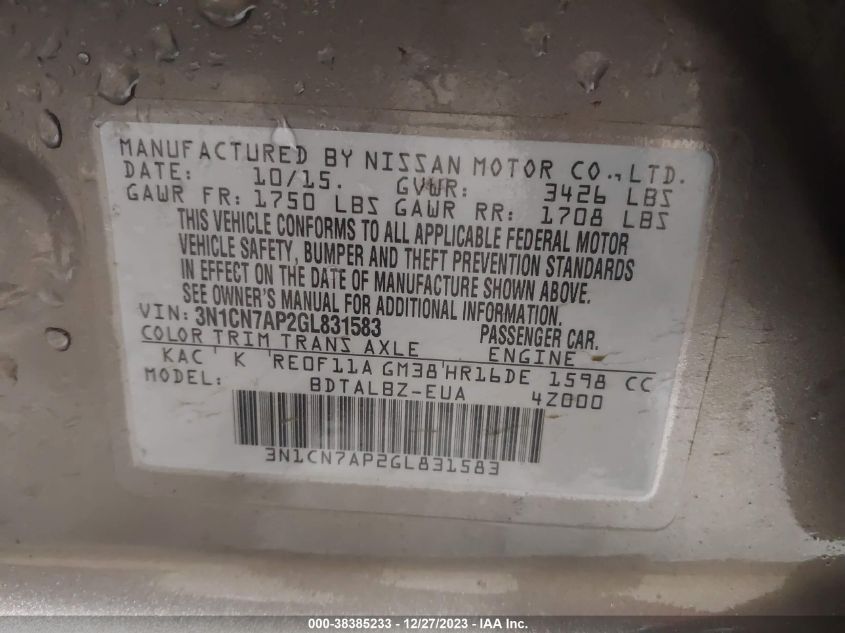 MANUFACTURED BY NISSAN MOTOR CO., LTD.
DATE: 10/15. GVWR: 3426 LBS
GAWR FR: 1750 LBS GAWR RR: 1708 LBS
THIS VEHICLE CONFORMS TO ALL APPLICABLE FEDERAL MOTOR
VEHICLE SAFETY, BUMPER AND THEFT PREVENTION STANDARDS
IN EFFECT ON THE DATE OF MANUFACTURE SHOWN ABOVE.
SEE OWNER'S MANUAL FOR ADDITIONAL INFORMATION.
VIN: 3N1CN7AP2GL831583 PASSENGER CAR.
COLOR TRIM TRANS AXLE ENGINE
KAC ' K RE0F11A GM38'HR16DE 1598 CC
MODEL: BDTALBZ-EUA 4Z000
3N1CN7AP2GL831583
000-38385233 - 12/27/2023 - IAA Inc.